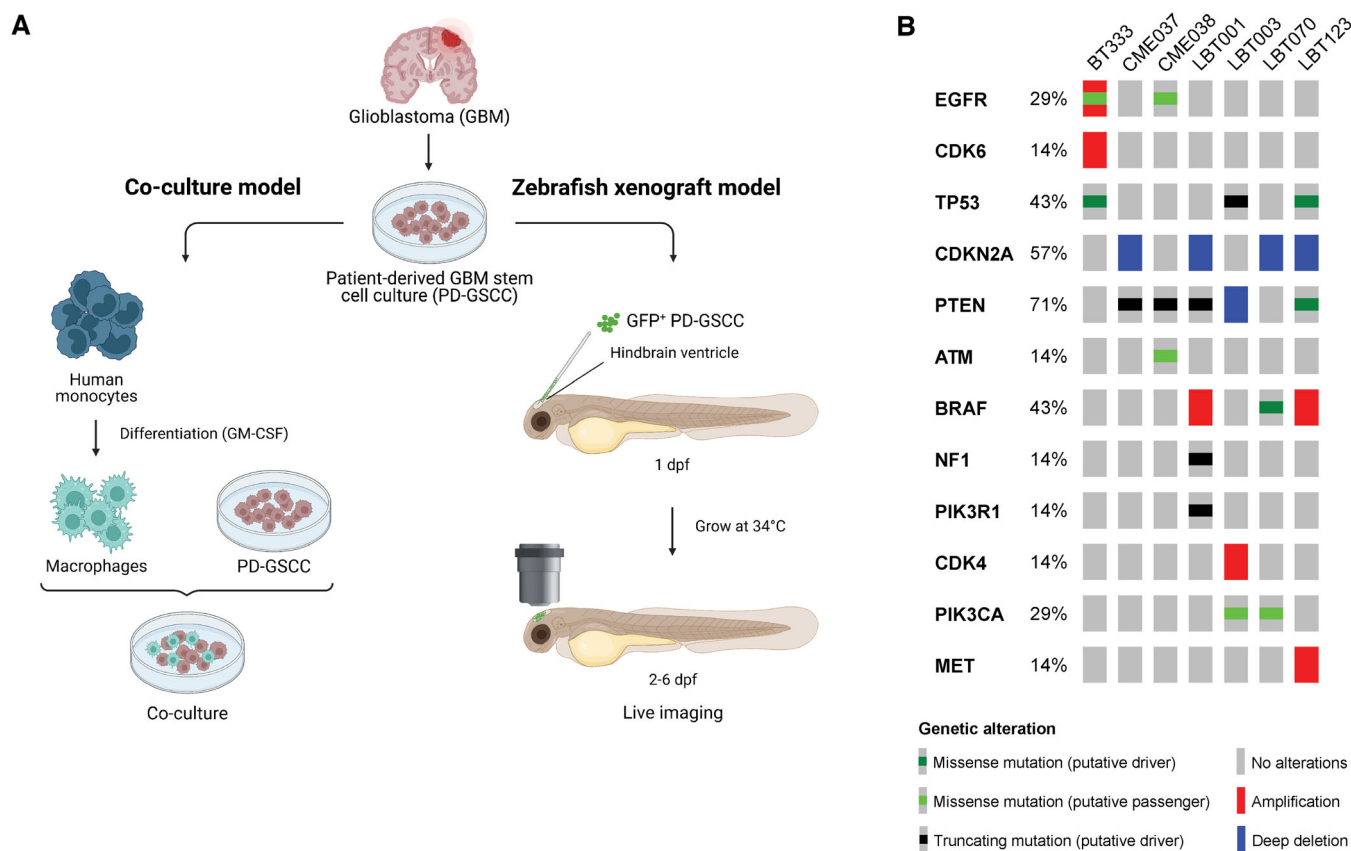 A
Glioblastoma (GBM)
Co-culture model
Zebrafish xenograft model
Patient-derived GBM stem
cell culture (PD-GSCC)
Human
monocytes
Differentiation (GM-CSF)
Macrophages
PD-GSCC
Co-culture
GFP⁺ PD-GSCC
Hindbrain ventricle
1 dpf
Grow at 34°C
2-6 dpf
Live imaging
B
BT333 CME037 CME038 LBT001 LBT003 LBT070 LBT123
EGFR 29%
CDK6 14%
TP53 43%
CDKN2A 57%
PTEN 71%
ATM 14%
BRAF 43%
NF1 14%
PIK3R1 14%
CDK4 14%
PIK3CA 29%
MET 14%
Genetic alteration
Missense mutation (putative driver)
No alterations
Missense mutation (putative passenger)
Amplification
Truncating mutation (putative driver)
Deep deletion